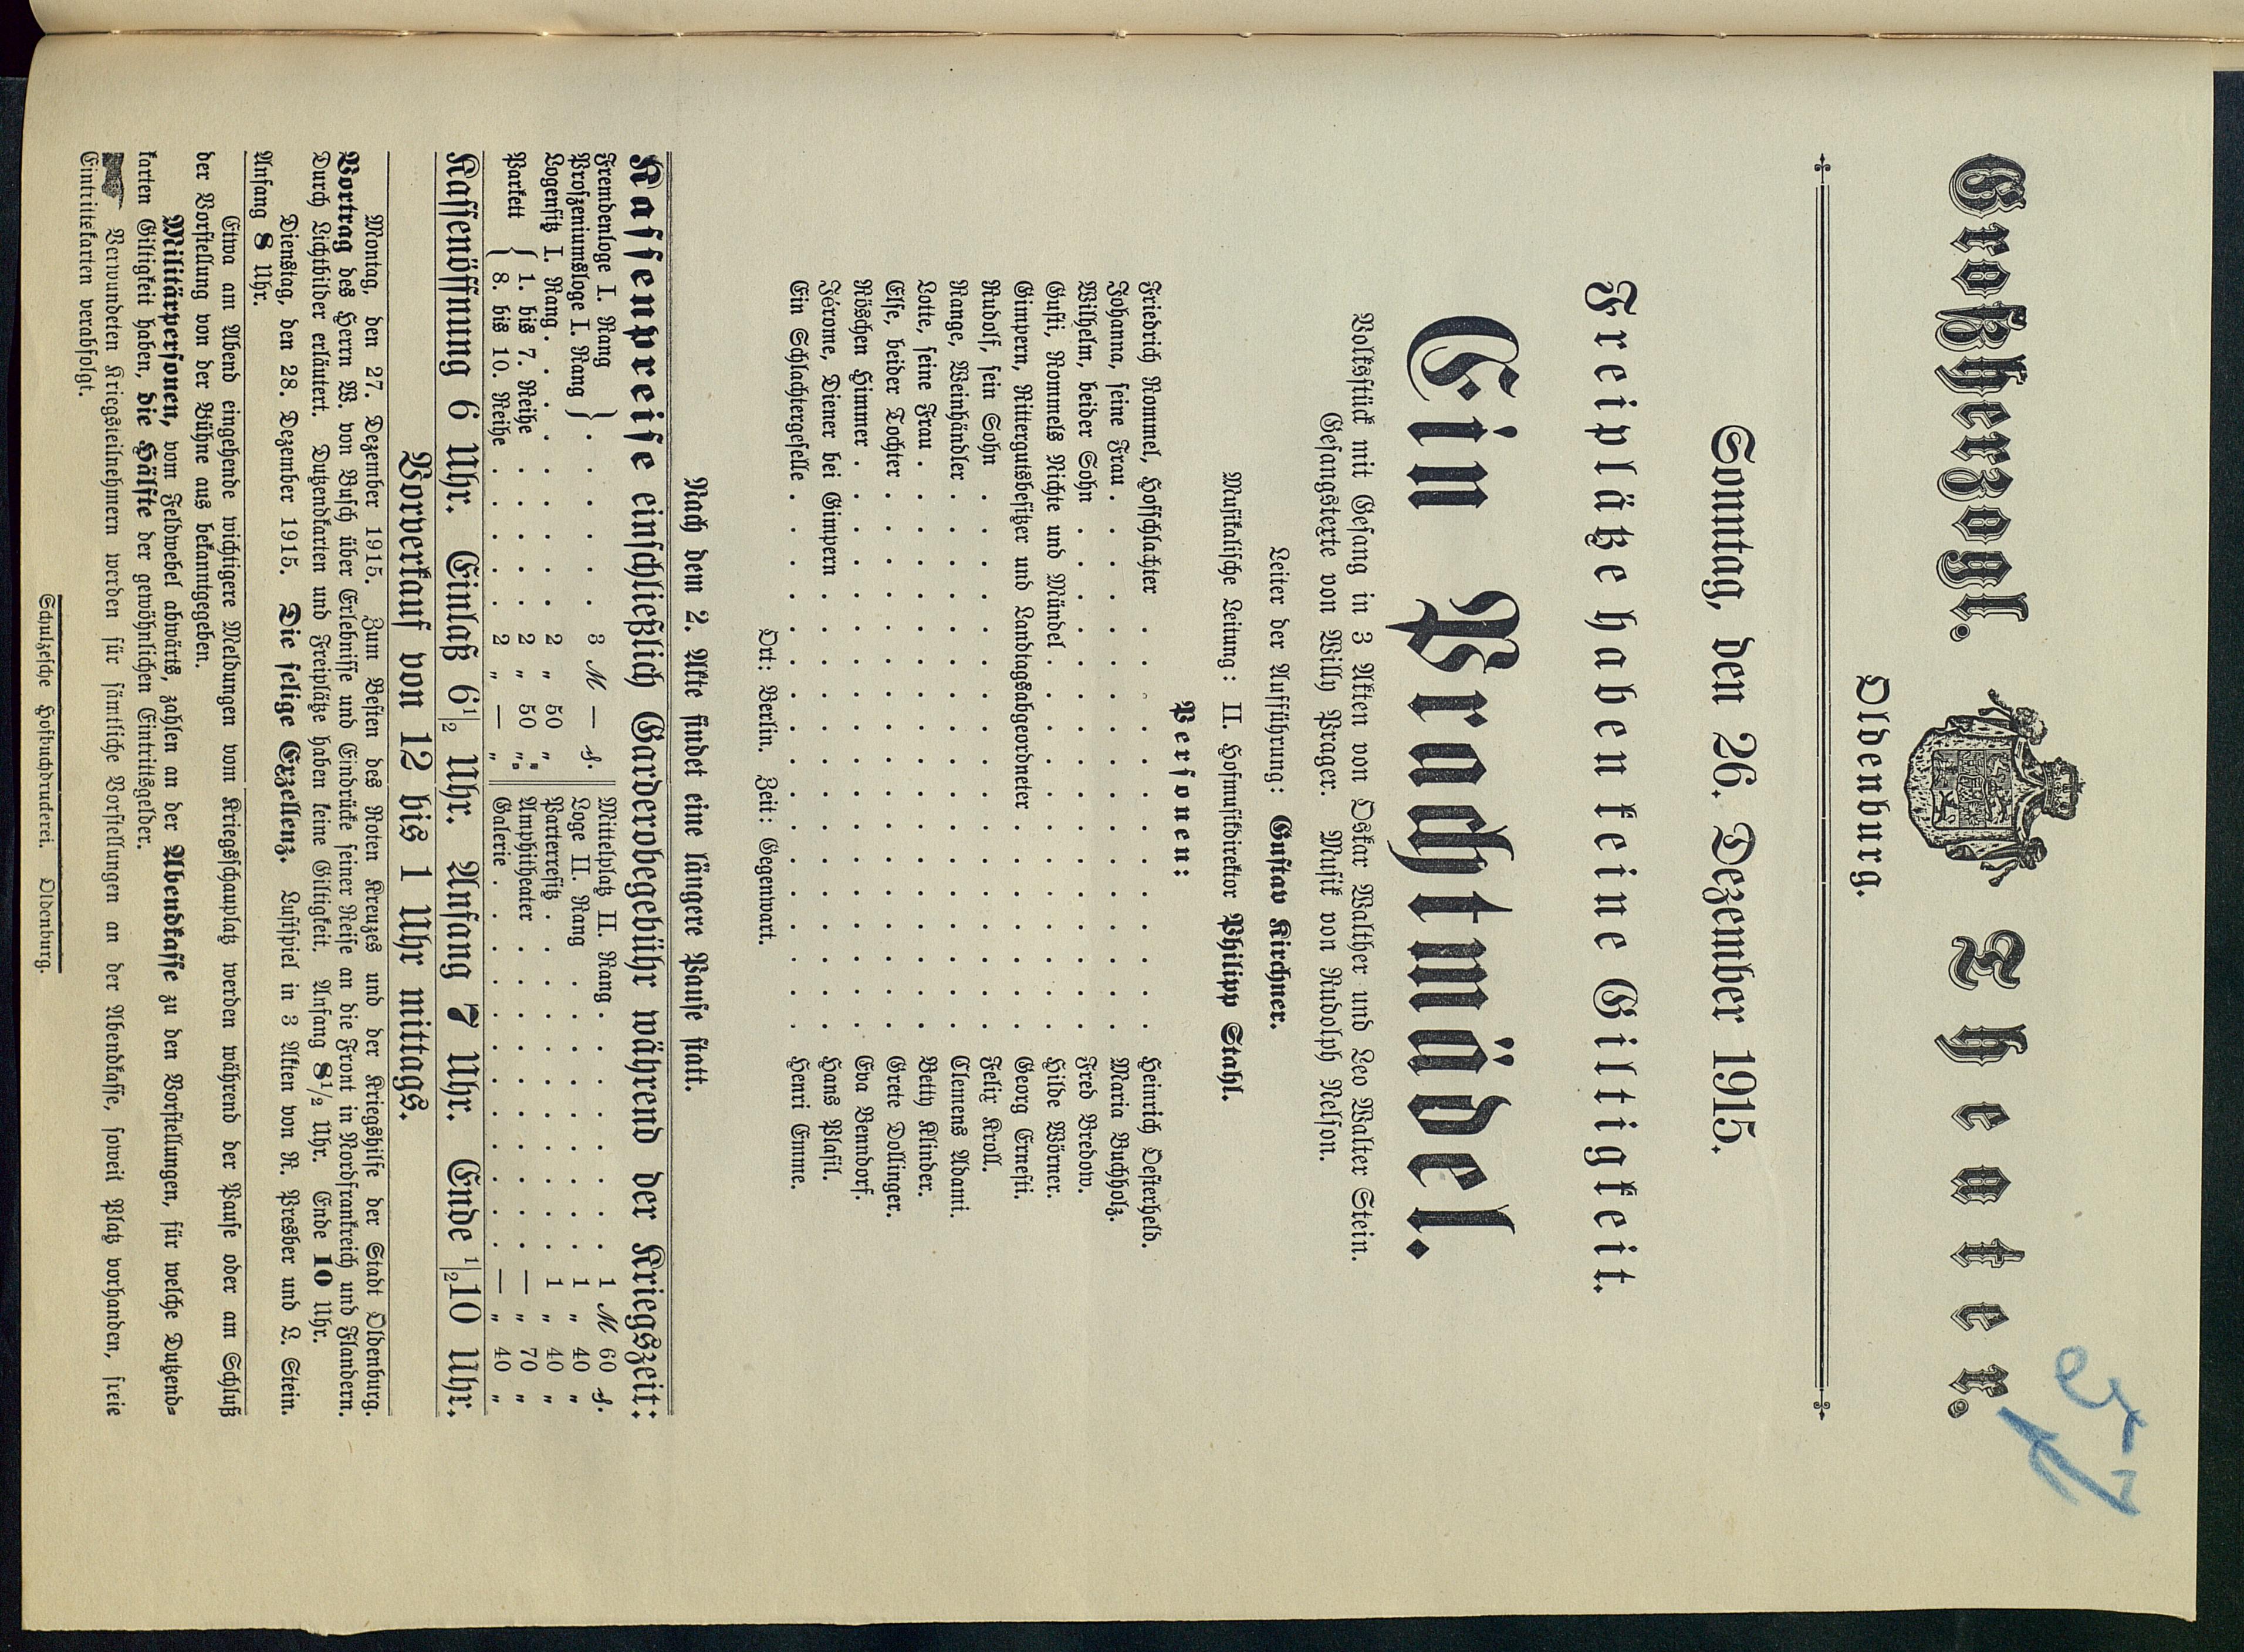 Großherzogl. Theater.
Oldenburg.
Sonntag, den 26. Dezember 1915.
Freiplätze haben keine Giltigkeit.
Ein Prachtmädel.
Volksstück mit Gesang in 3 Akten von Oskar Walther und Leo Walter Stein.
Gesangstexte von Willy Prager. Musik von Rudolph Nelson.
Leiter der Aufführung: Gustav Kirchner.
Musikalische Leitung: II. Hofmusikdirektor Philipp Stahl.
Personen:
Friedrich Rommel, Hofschlachter . . . . . . . Heinrich Oesterheld.
Johanna, seine Frau . . . . . . . . . Maria Buchholz.
Wilhelm, beider Sohn . . . . . . . . . Fred Bredow.
Gusti, Rommels Nichte und Mündel . . . . . . . Hilde Wörner.
Gimpern, Rittergutsbesitzer und Landtagsabgeordneter . . . . Georg Ernesti.
Rudolf, sein Sohn . . . . . . . . . Felix Kroll.
Range, Weinhändler . . . . . . . . . Clemens Adami.
Lotte, seine Frau . . . . . . . . . . Betty Klinder.
Else, beider Tochter . . . . . . . . . Grete Dollinger.
Röschen Himmer . . . . . . . . . . Eva Benndorf.
Jérome, Diener bei Gimpern . . . . . . . . Hans Plasil.
Ein Schlachtergeselle . . . . . . . . . Henri Emme.
Ort: Berlin. Zeit: Gegenwart.
Nach dem 2. Akte findet eine längere Pause statt.
Kassenpreise einschließlich Garderobegebühr während der Kriegszeit:
Fremdenloge I. Rang
Proszeniumsloge I. Rang } . . . . 3 M — ₰.
Logensitz I. Rang . . . . . . 2 „ 50 „
Parkett { 1. bis 7. Reihe . . . . 2 „ 50 „
8. bis 10. Reihe . . . . 2 „ — „
Mittelplatz II. Rang . . . . . 1 M 60 ₰.
Loge II. Rang . . . . . . 1 „ 40 „
Parterresitz . . . . . . . 1 „ 40 „
Amphitheater . . . . . . — „ 70 „
Galerie . . . . . . . — „ 40 „
Kassenöffnung 6 Uhr. Einlaß 6½ Uhr. Anfang 7 Uhr. Ende ½10 Uhr.
Vorverkauf von 12 bis 1 Uhr mittags.
Montag, den 27. Dezember 1915. Zum Besten des Roten Kreuzes und der Kriegshilfe der Stadt Oldenburg.
Vortrag des Herrn W. von Busch über Erlebnisse und Eindrücke seiner Reise an die Front in Nordfrankreich und Flandern.
Durch Lichtbilder erläutert. Dutzendkarten und Freiplätze haben keine Giltigkeit. Anfang 8½ Uhr. Ende 10 Uhr.
Dienstag, den 28. Dezember 1915. Die selige Exzellenz. Lustspiel in 3 Akten von R. Presber und L. Stein.
Anfang 8 Uhr.
Etwa am Abend eingehende wichtigere Meldungen vom Kriegsschauplatz werden während der Pause oder am Schluß
der Vorstellung von der Bühne aus bekanntgegeben.
Militärpersonen, vom Feldwebel abwärts, zahlen an der Abendkasse zu den Vorstellungen, für welche Dutzend-
karten Giltigkeit haben, die Hälfte der gewöhnlichen Eintrittsgelder.
Verwundeten Kriegsteilnehmern werden für sämtliche Vorstellungen an der Abendkasse, soweit Platz vorhanden, freie
Eintrittskarten verabfolgt.
Schulzesche Hofbuchdruckerei. Oldenburg.